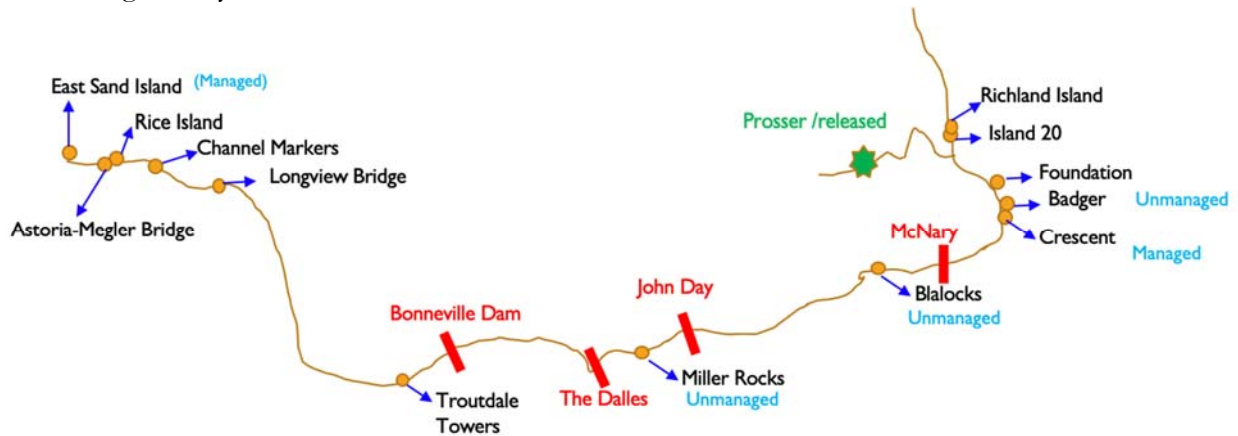 East Sand Island (Managed)
Rice Island
Channel Markers
Longview Bridge
Astoria-Megler Bridge
Prosser /released
Richland Island
Island 20
Foundation
Badger Unmanaged
Crescent
Managed
McNary
Blalocks
Unmanaged
John Day
Bonneville Dam
Miller Rocks
Unmanaged
The Dalles
Troutdale
Towers